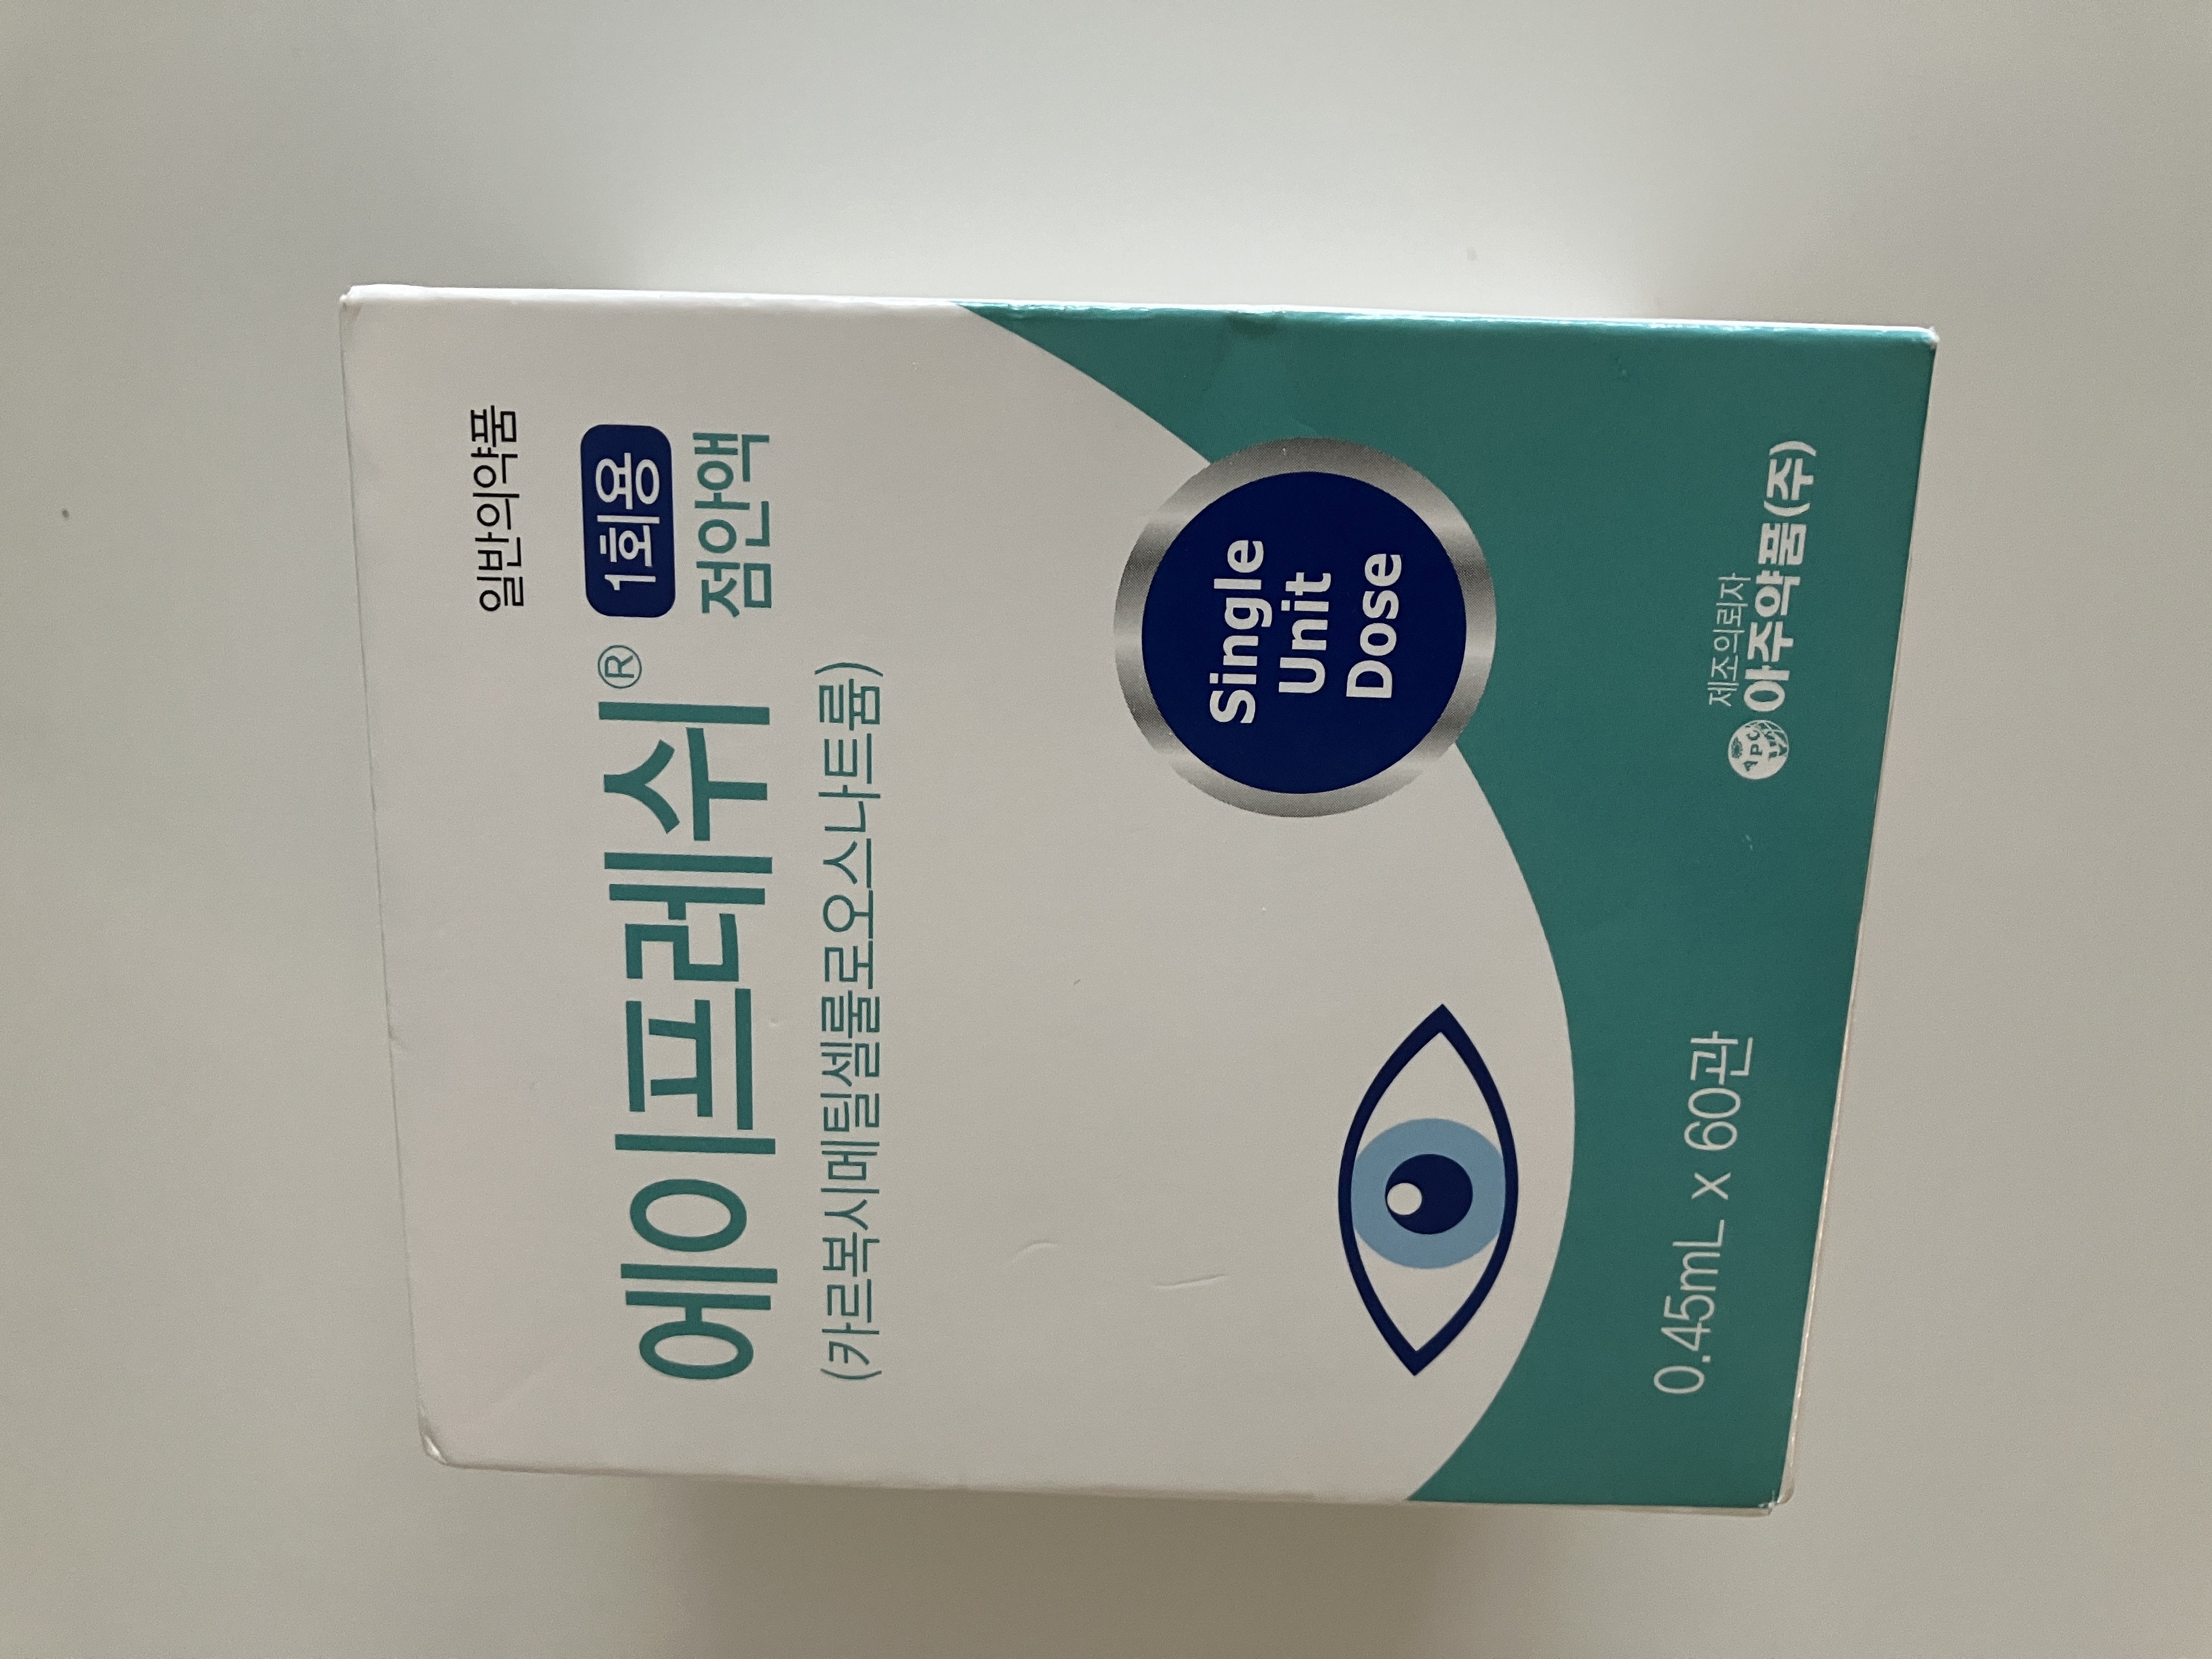 일반의약품
에이프레쉬® 1회용 점안액
(카르복시메틸셀룰로오스나트륨)
Single
Unit
Dose
0.45mL x 60관
제조의뢰자
APC 아주약품(주)